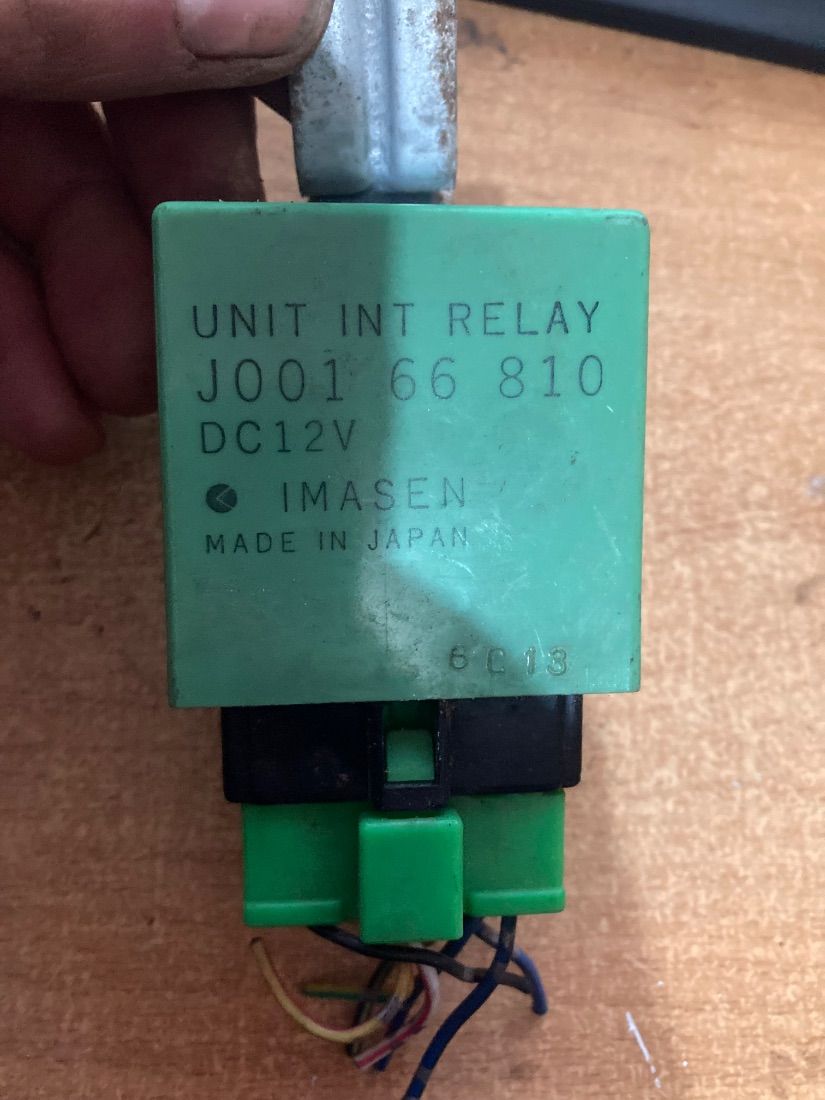 UNIT INT RELAY
J001 66 810
DC12V
IMASEN
MADE IN JAPAN
6C13